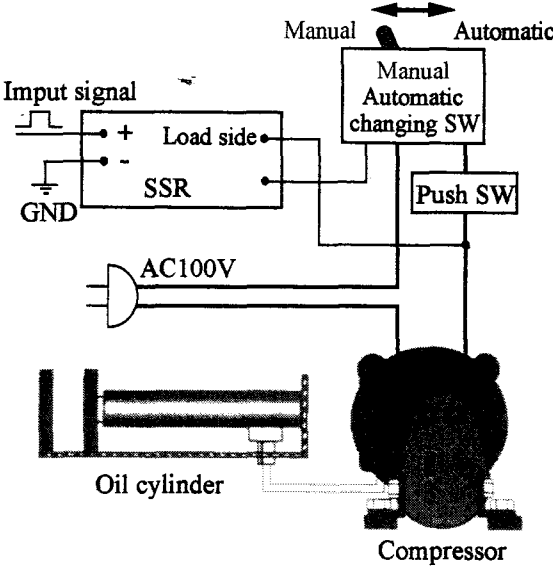 Manual
Automatic
Manual
Automatic
changing SW
Imput signal
+
Load side
-
SSR
GND
Push SW
AC100V
Oil cylinder
Compressor